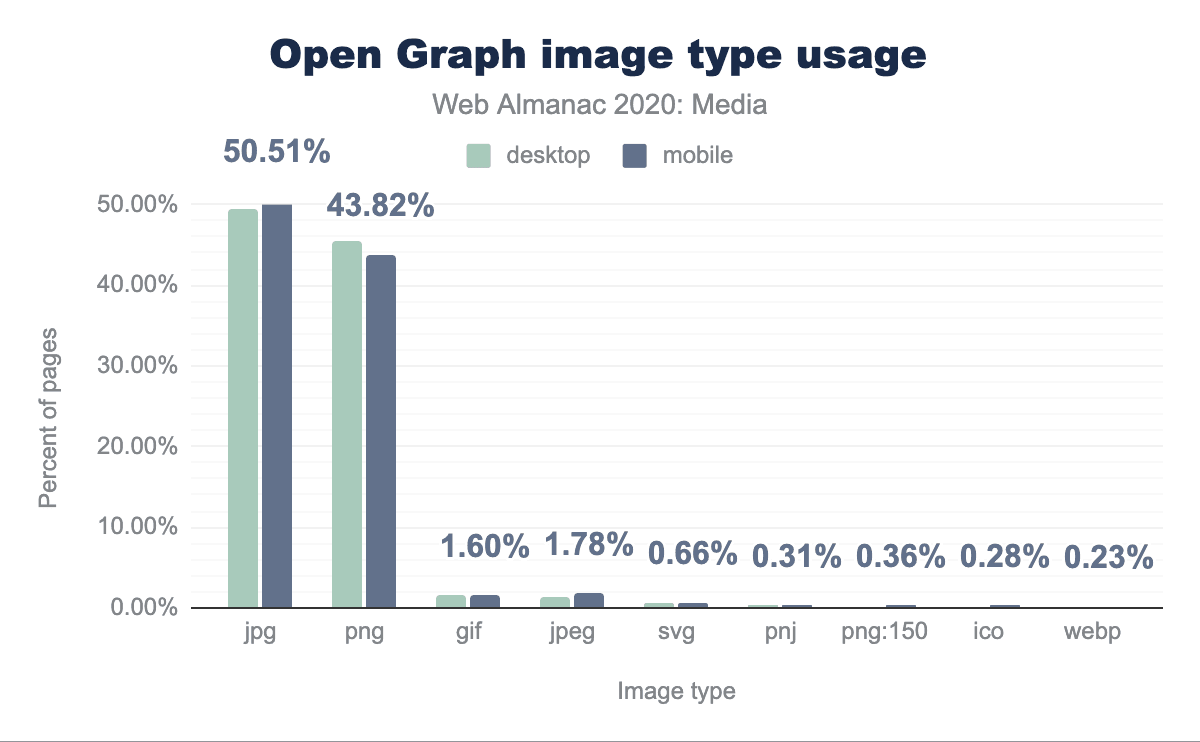 Open Graph image type usage
Web Almanac 2020: Media
desktop mobile
50.51%
43.82%
1.60%
1.78%
0.66%
0.31%
0.36%
0.28%
0.23%
50.00%
40.00%
30.00%
20.00%
10.00%
0.00%
Percent of pages
jpg png gif jpeg svg pnj png:150 ico webp
Image type